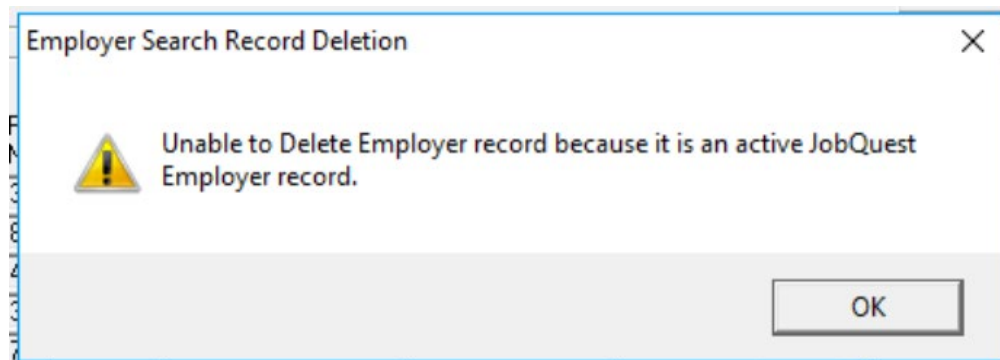 Employer Search Record Deletion
Unable to Delete Employer record because it is an active JobQuest
Employer record.
OK